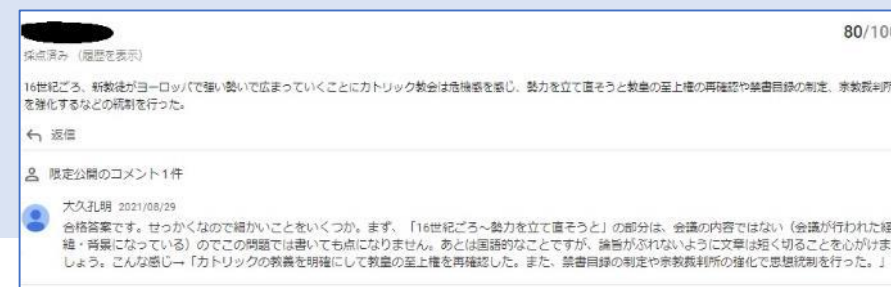 80/100
採点済み (履歴を表示)
16世紀ごろ、新教徒がヨーロッパで強い勢いで広まっていくことにカトリック教会は危機感を感じ、勢力を立て直そうと教皇の至上権の再確認や禁書目録の制定、宗教裁判所
を強化するなどの統制を行った。
返信
限定公開のコメント1件
大久孔明 2021/08/29
合格答案です。せっかくなので細かいことをいくつか。まず、「16世紀ごろ~勢力を立て直そうと」の部分は、会議の内容ではない(会議が行われた経
緯・背景になっている)のでこの問題では書いても点になりません。あとは国語的なことですが、論旨がぶれないように文章は短く切ることを心がけま
しょう。こんな感じ→「カトリックの教義を明確にして教皇の至上権を再確認した。また、禁書目録の制定や宗教裁判所の強化で思想統制を行った。」